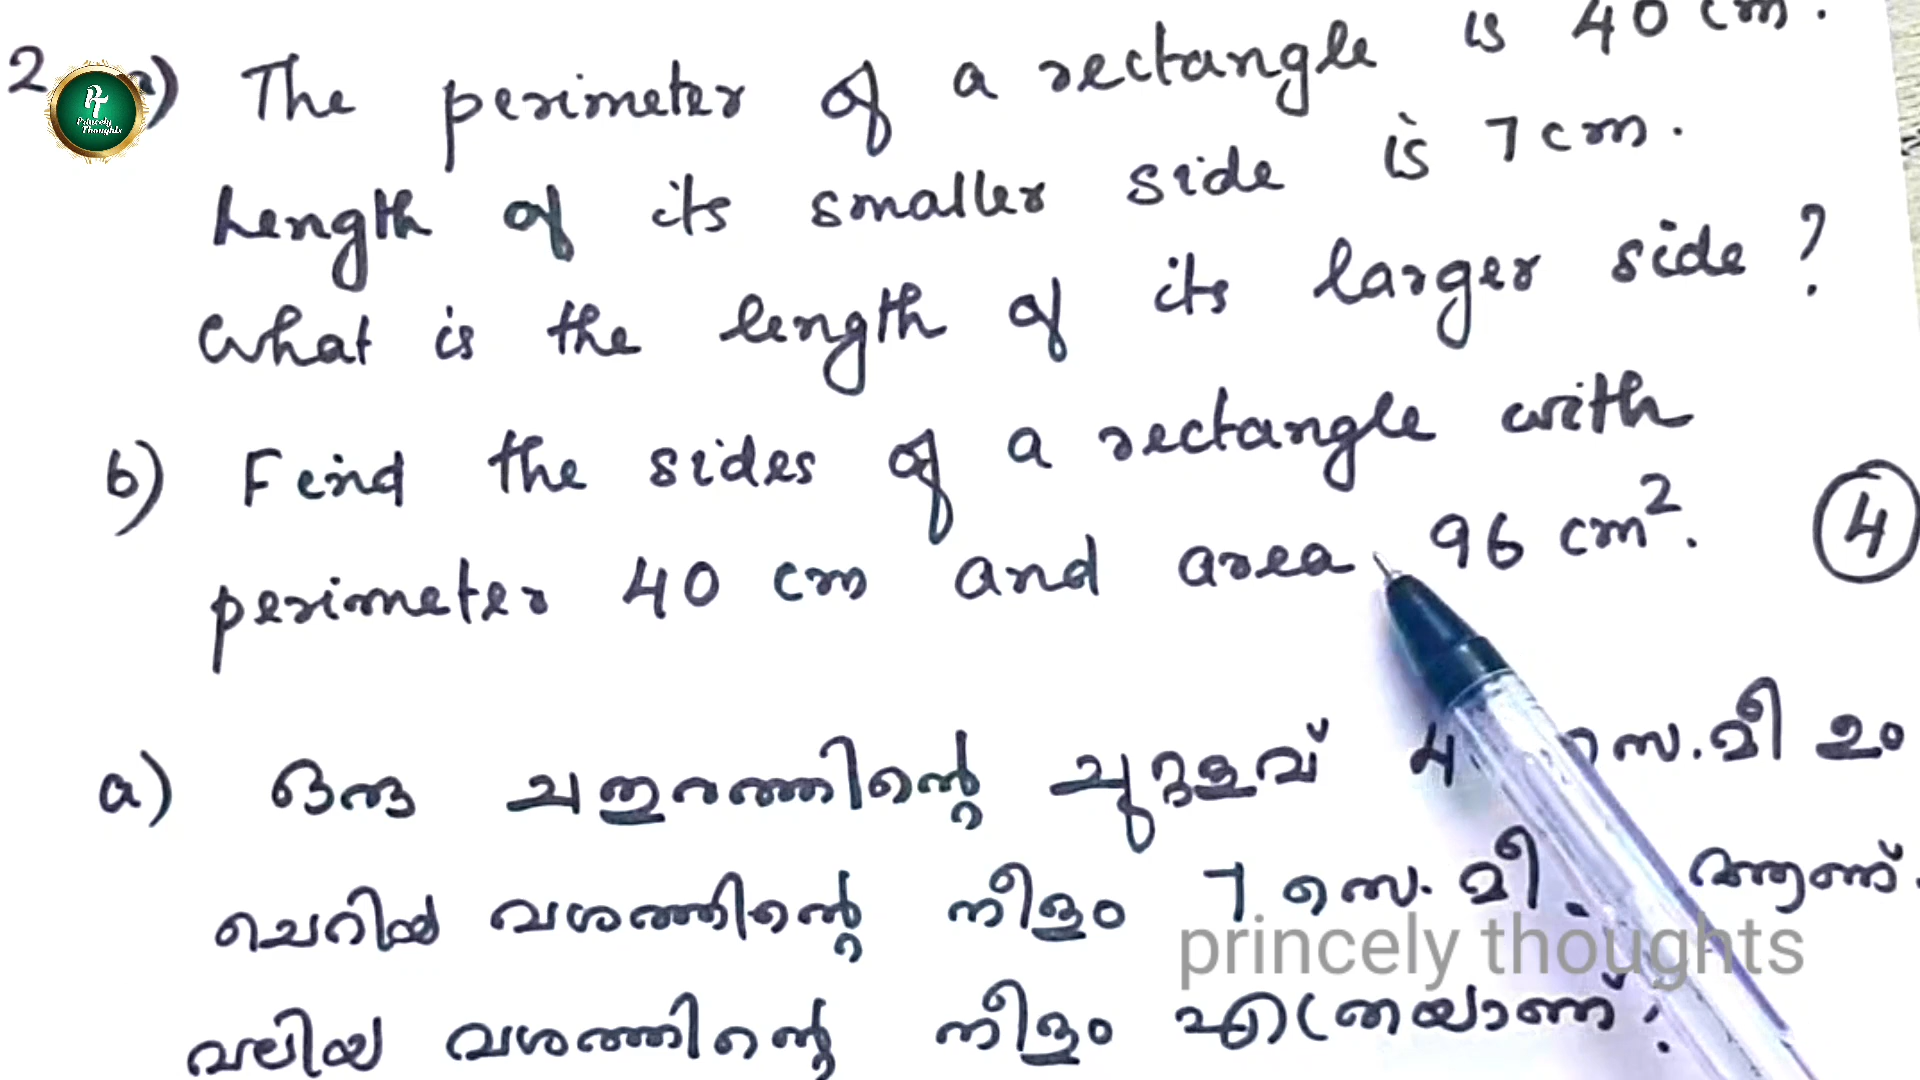 2 a) The perimeter of a rectangle is 40 cm.
Length of its smaller side is 7 cm.
What is the length of its larger side ?
b) Find the sides of a rectangle with
perimeter 40 cm and area 96 cm². (4)
a) ഒരു ചതുരത്തിന്റെ ചുറ്റളവ് 4 സെ.മീ ഉം
ചെറിയ വശത്തിന്റെ നീളം 7 സെ. മീ. ആണ്.
വലിയ വശത്തിന്റെ നീളം എത്രയാണ് ?
PT Princely Thoughts
princely thoughts